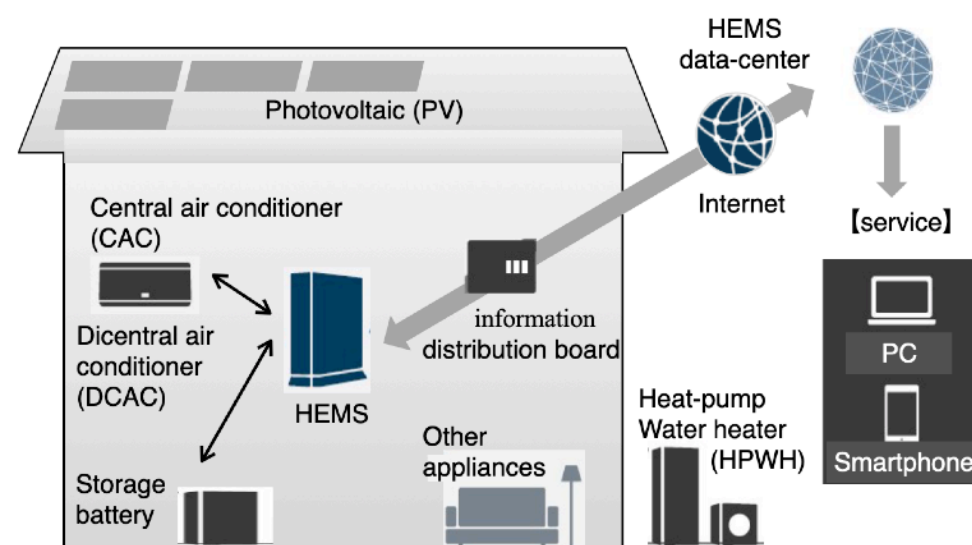 HEMS
data-center
Photovoltaic (PV)
Internet
【service】
Central air conditioner
(CAC)
information
distribution board
Dicentral air
conditioner
(DCAC)
HEMS
PC
Heat-pump
Water heater
(HPWH)
Smartphone
Other
appliances
Storage
battery